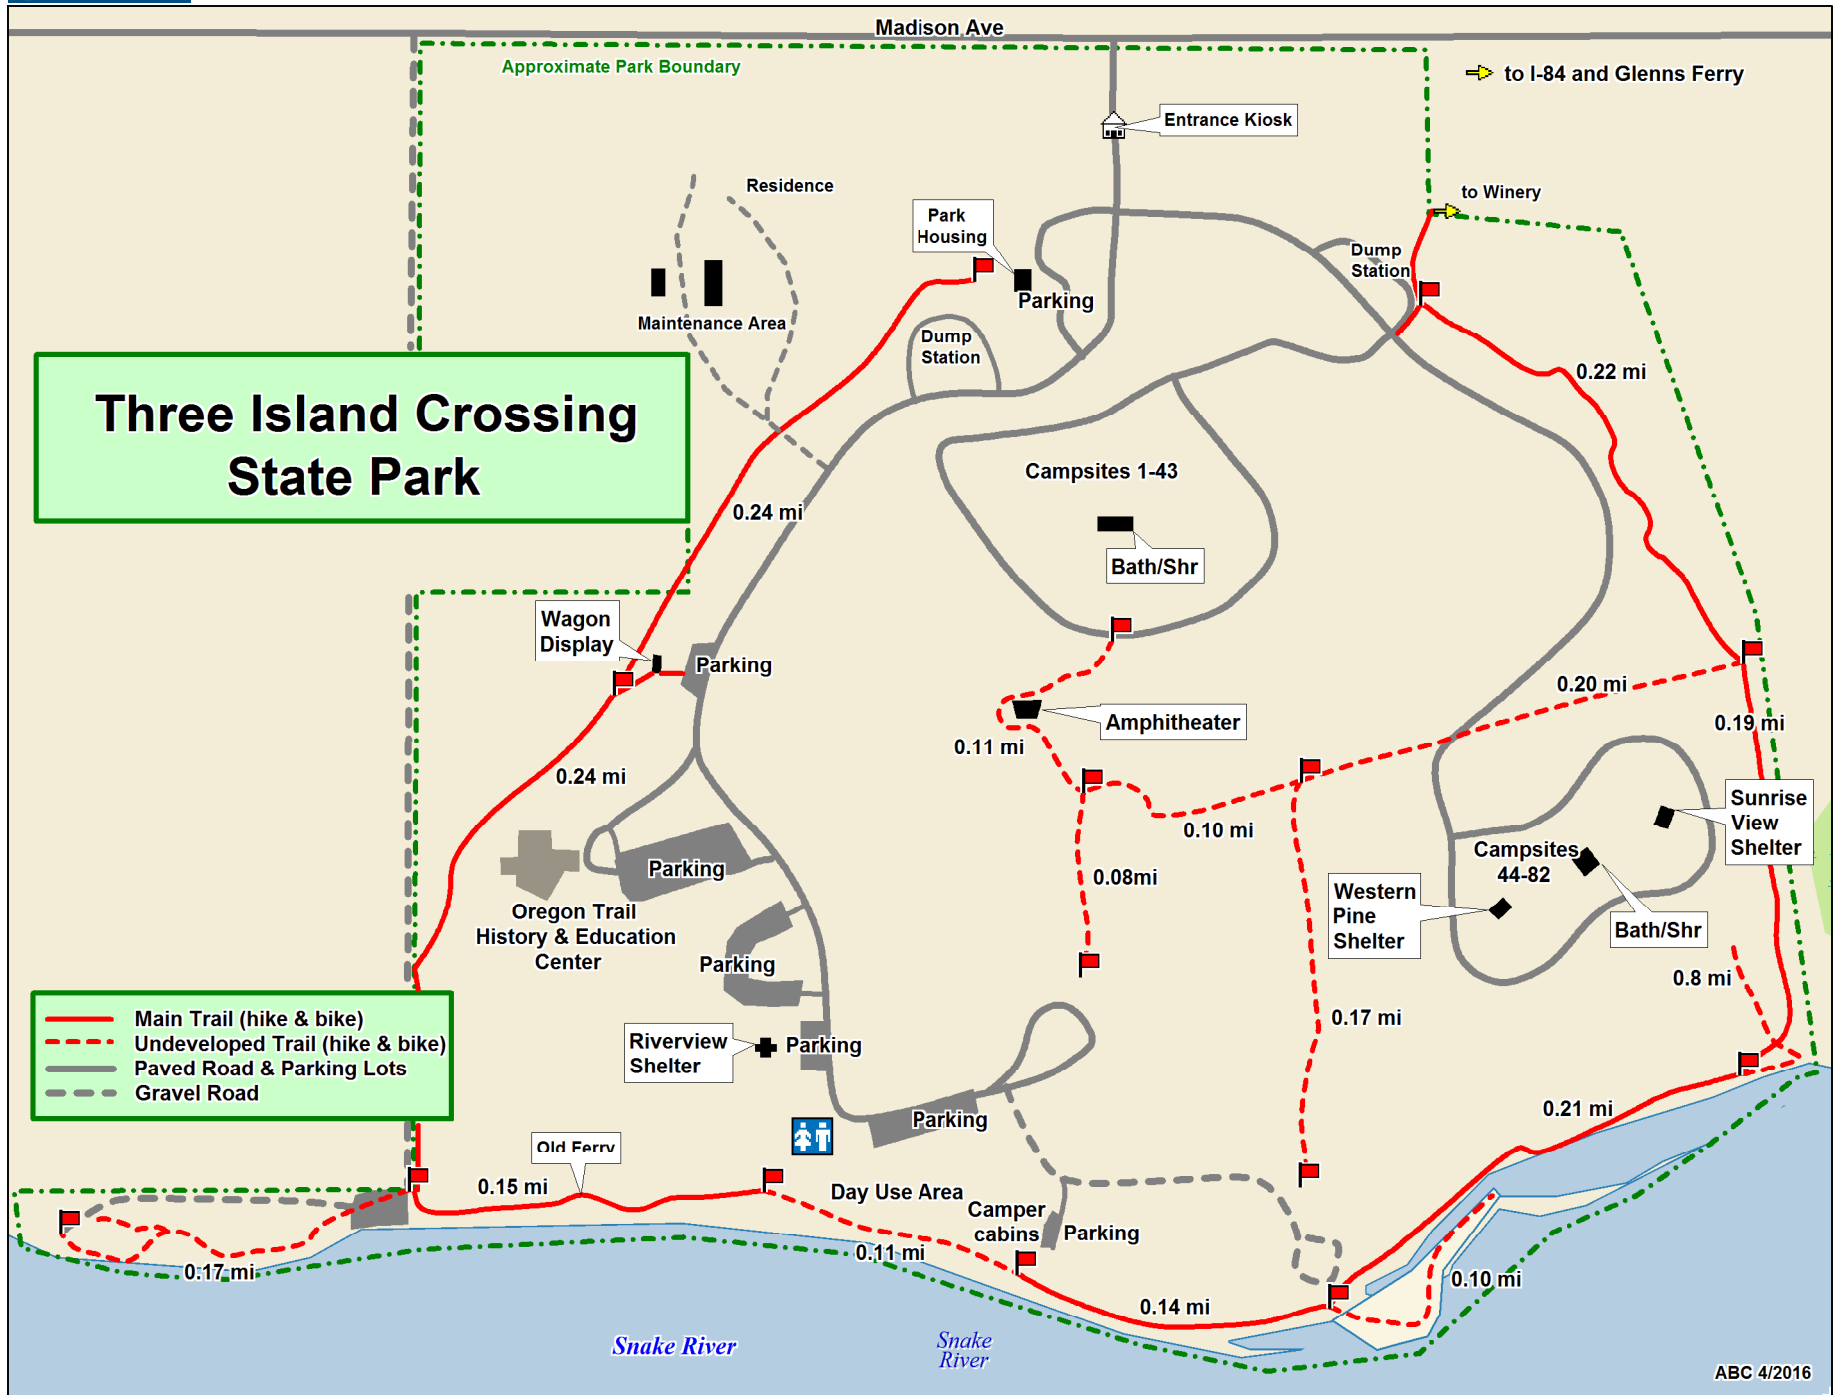 Madison Ave
Approximate Park Boundary
to I-84 and Glenns Ferry
Entrance Kiosk
Residence
to Winery
Park
Housing
Dump
Station
Parking
Maintenance Area
Dump
Station
0.22 mi
Three Island Crossing
State Park
Campsites 1-43
0.24 mi
Bath/Shr
Wagon
Display
Parking
0.20 mi
Amphitheater
0.19 mi
0.11 mi
0.24 mi
Sunrise
View
Shelter
0.10 mi
Campsites
44-82
Parking
0.08mi
Western
Pine
Shelter
Oregon Trail
History & Education
Center
Bath/Shr
Parking
0.8 mi
Main Trail (hike & bike)
Undeveloped Trail (hike & bike)
Paved Road & Parking Lots
Gravel Road
0.17 mi
Riverview
Shelter
Parking
0.21 mi
Parking
Old Ferry
0.15 mi
Day Use Area
Camper
cabins
Parking
0.11 mi
0.17 mi
0.10 mi
0.14 mi
Snake River
Snake
River
ABC 4/2016